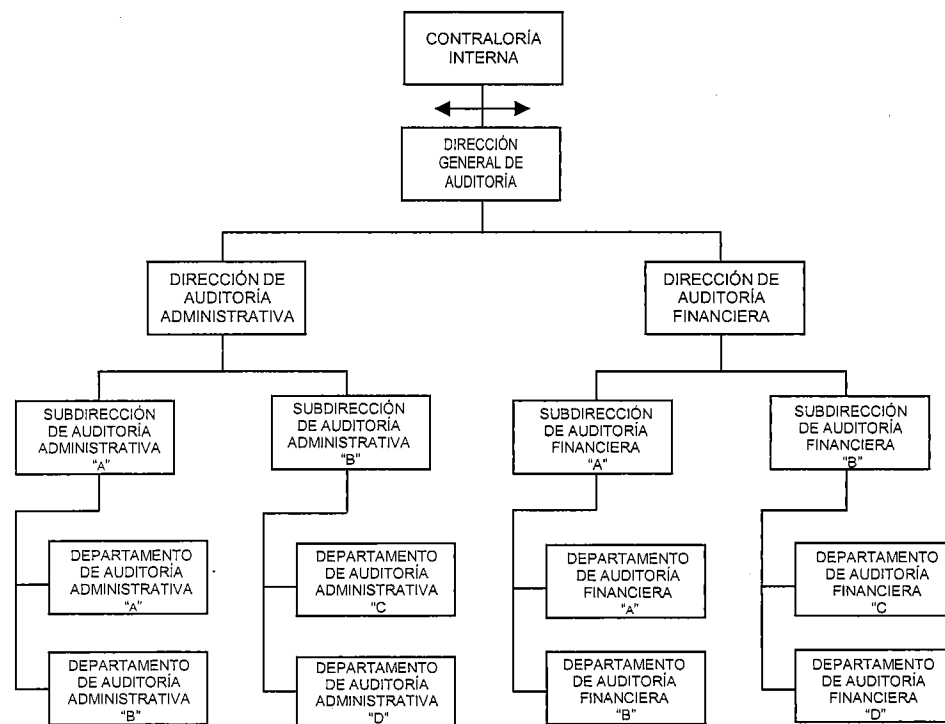 CONTRALORÍA
INTERNA
DIRECCIÓN
GENERAL DE
AUDITORÍA
DIRECCIÓN DE
AUDITORÍA
ADMINISTRATIVA
DIRECCIÓN DE
AUDITORÍA
FINANCIERA
SUBDIRECCIÓN
DE AUDITORÍA
ADMINISTRATIVA
"A"
SUBDIRECCIÓN
DE AUDITORÍA
ADMINISTRATIVA
"B"
SUBDIRECCIÓN
DE AUDITORÍA
FINANCIERA
"A"
SUBDIRECCIÓN
DE AUDITORÍA
FINANCIERA
"B"
DEPARTAMENTO
DE AUDITORÍA
ADMINISTRATIVA
"A"
DEPARTAMENTO
DE AUDITORÍA
ADMINISTRATIVA
"C
DEPARTAMENTO
DE AUDITORÍA
FINANCIERA
"A"
DEPARTAMENTO
DE AUDITORÍA
FINANCIERA
"C
DEPARTAMENTO
DE AUDITORÍA
ADMINISTRATIVA
"B"
DEPARTAMENTO
DE AUDITORÍA
ADMINISTRATIVA
"D"
DEPARTAMENTO
DE AUDITORÍA
FINANCIERA
"B"
DEPARTAMENTO
DE AUDITORÍA
FINANCIERA
"D"